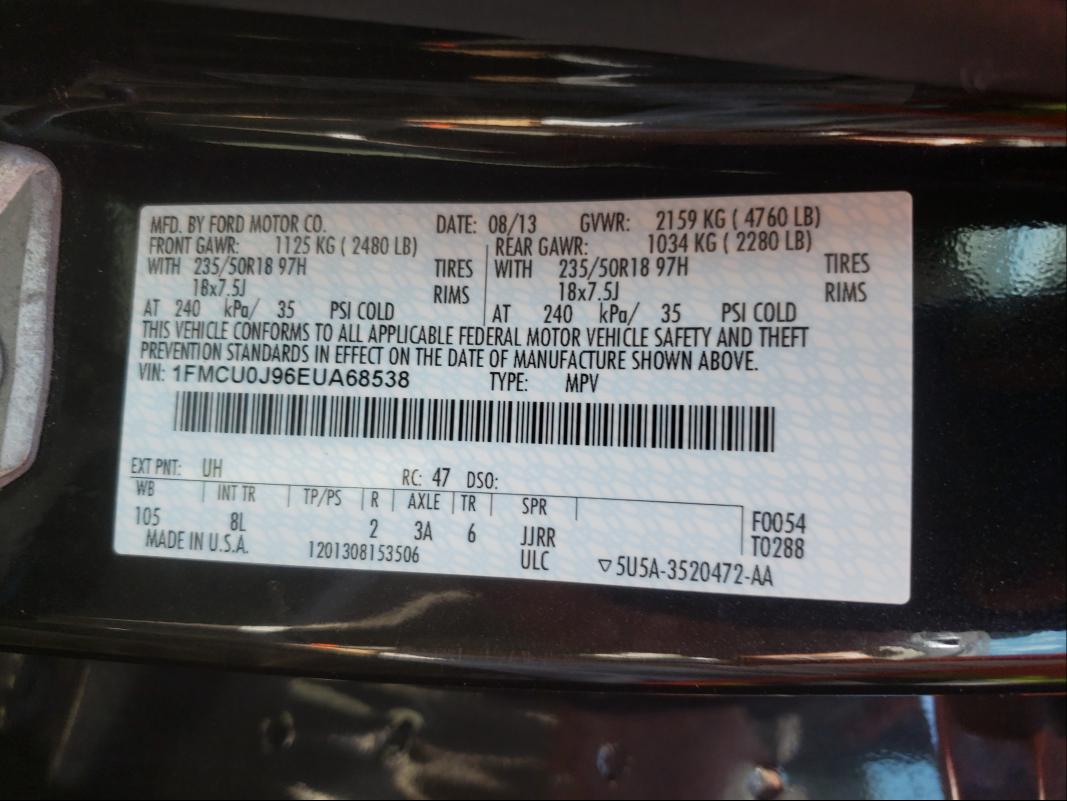 MFD. BY FORD MOTOR CO. DATE: 08/13 GVWR: 2159 KG ( 4760 LB)
FRONT GAWR: 1125 KG ( 2480 LB) REAR GAWR: 1034 KG ( 2280 LB)
WITH 235/50R18 97H TIRES WITH 235/50R18 97H TIRES
18x7.5J RIMS 18x7.5J RIMS
AT 240 kPa/ 35 PSI COLD AT 240 kPa/ 35 PSI COLD
THIS VEHICLE CONFORMS TO ALL APPLICABLE FEDERAL MOTOR VEHICLE SAFETY AND THEFT
PREVENTION STANDARDS IN EFFECT ON THE DATE OF MANUFACTURE SHOWN ABOVE.
VIN: 1FMCU0J96EUA68538 TYPE: MPV
EXT PNT: UH RC: 47 DSO:
WB INT TR TP/PS R AXLE TR SPR
105 8L 2 3A 6 JJRR F0054
MADE IN U.S.A. 1201308153506 ULC T0288
▽5U5A-3520472-AA